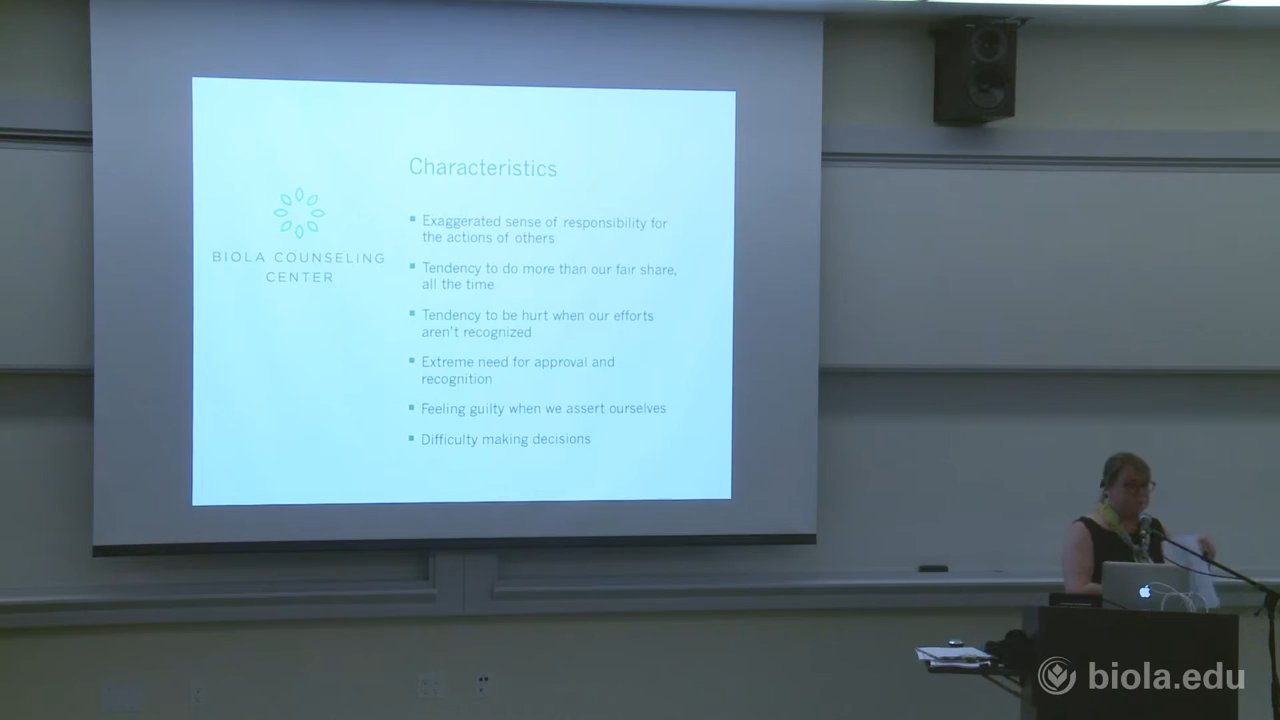 Characteristics
BIOLA COUNSELING
CENTER
▪ Exaggerated sense of responsibility for
the actions of others
▪ Tendency to do more than our fair share,
all the time
▪ Tendency to be hurt when our efforts
aren't recognized
▪ Extreme need for approval and
recognition
▪ Feeling guilty when we assert ourselves
▪ Difficulty making decisions
biola.edu